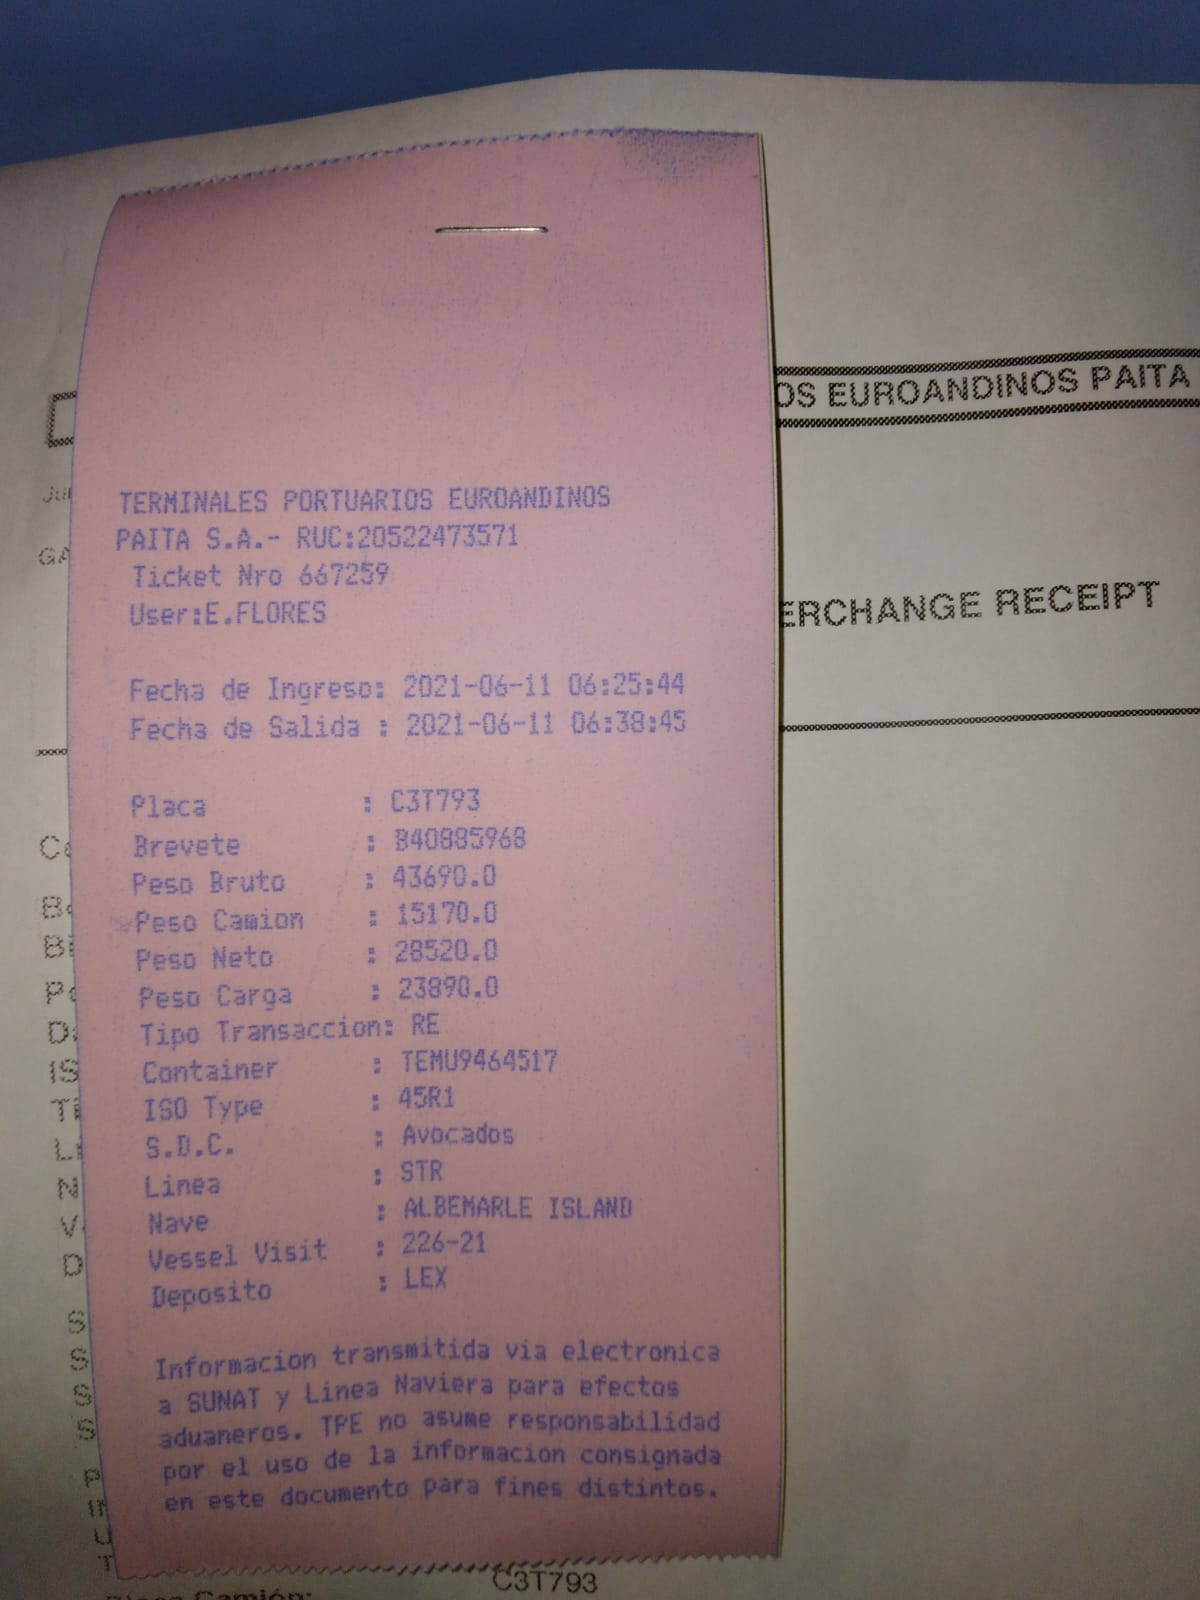 OS EUROANDINOS PAITA
ERCHANGE RECEIPT
TERMINALES PORTUARIOS EUROANDINOS
PAITA S.A.- RUC:20522473571
Ticket Nro 667259
User:E.FLORES
Fecha de Ingreso: 2021-06-11 06:25:44
Fecha de Salida : 2021-06-11 06:38:45
Placa : C3T793
Brevete : B40885968
Peso Bruto : 43690.0
Peso Camion : 15170.0
Peso Neto : 28520.0
Peso Carga : 23890.0
Tipo Transaccion: RE
Container : TEMU9464517
ISO Type : 45R1
S.D.C. : Avocados
Linea : STR
Nave : ALBEMARLE ISLAND
Vessel Visit : 226-21
Deposito : LEX
Informacion transmitida via electronica
a SUNAT y Linea Naviera para efectos
aduaneros. TPE no asume responsabilidad
por el uso de la informacion consignada
en este documento para fines distintos.
Camión: C3T793